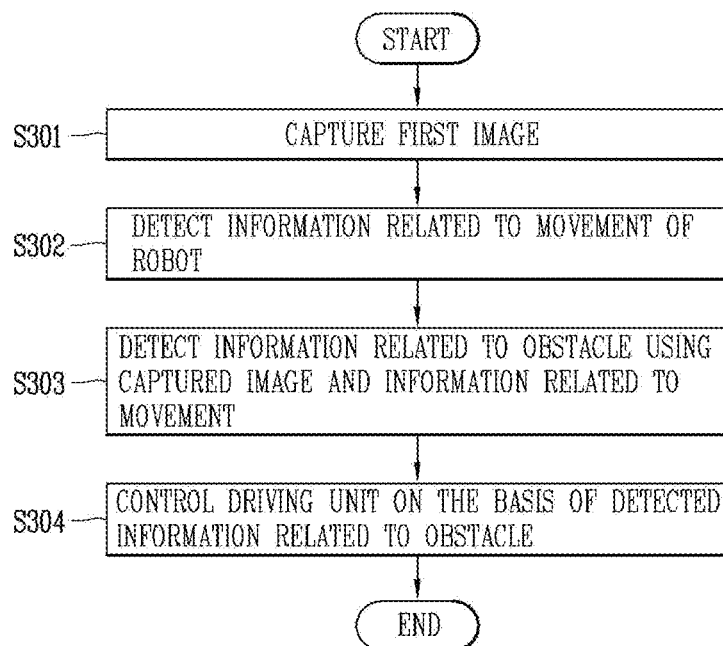 START
S301
CAPTURE FIRST IMAGE
S302
DETECT INFORMATION RELATED TO MOVEMENT OF
ROBOT
S303
DETECT INFORMATION RELATED TO OBSTACLE USING
CAPTURED IMAGE AND INFORMATION RELATED TO
MOVEMENT
S304
CONTROL DRIVING UNIT ON THE BASIS OF DETECTED
INFORMATION RELATED TO OBSTACLE
END